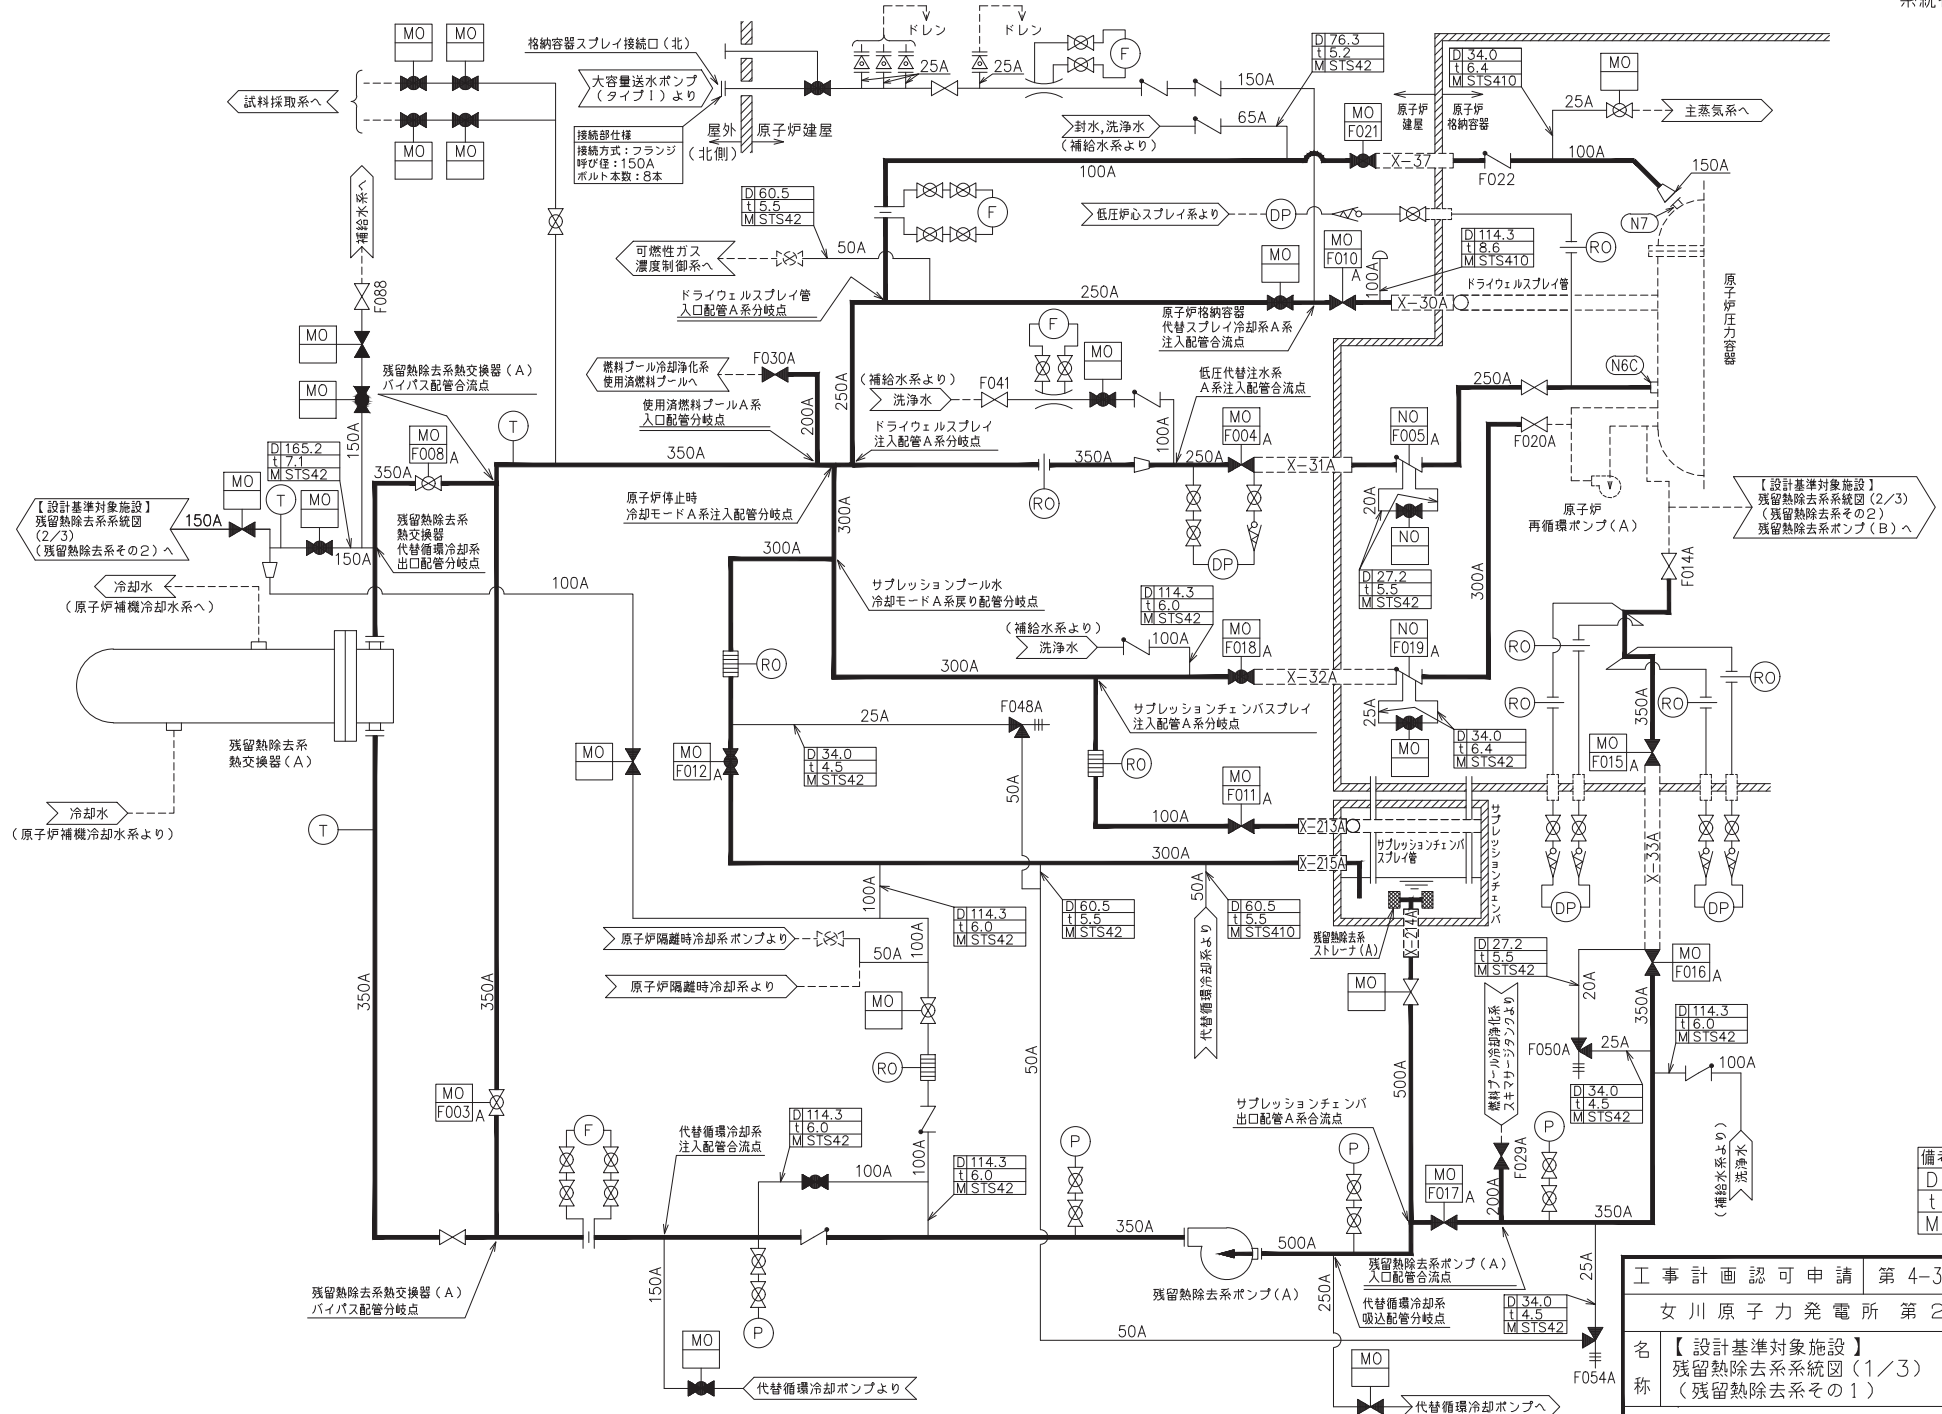 系統
MO
MO
試料採取系へ
MO
MO
格納容器スプレイ接続口(北)
大容量送水ポンプ
(タイプⅠ)より
接続部仕様
接続方式:フランジ
呼び径:150A
ボルト本数:8本
屋外
原子炉建屋
(北側)
ドレン
ドレン
25A
25A
F
150A
65A
封水,洗浄水
(補給水系より)
D 76.3
t 5.2
M STS42
MO
F021
原子炉
建屋
原子炉
格納容器
D 34.0
t 6.4
M STS410
MO
25A
主蒸気系へ
100A
X-37
F022
100A
150A
N7
補給水系へ
F088
MO
MO
150A
D 60.5
t 5.5
M STS42
F
可燃性ガス
濃度制御系へ
50A
ドライウェルスプレイ管
入口配管A系分岐点
低圧炉心スプレイ系より
DP
RO
MO
MO
F010
A
100A
D 114.3
t 8.6
M STS410
250A
X-30A
ドライウェルスプレイ管
原子炉圧力容器
原子炉格納容器
代替スプレイ冷却系A系
注入配管合流点
N6C
残留熱除去系熱交換器(A)
バイパス配管合流点
燃料プール冷却浄化系
使用済燃料プールへ
F030A
使用済燃料プールA系
入口配管分岐点
200A
250A
(補給水系より)
洗浄水
F041
F
MO
低圧代替注水系
A系注入配管合流点
ドライウェルスプレイ
注入配管A系分岐点
100A
MO
F004
A
NO
F005
A
250A
F020A
T
350A
350A
250A
X-31A
RO
D 165.2
t 7.1
M STS42
350A
MO
F008
A
MO
T
MO
【設計基準対象施設】
残留熱除去系系統図
(2/3)
(残留熱除去系その2)へ
150A
150A
残留熱除去系
熱交換器
代替循環冷却系
出口配管分岐点
原子炉停止時
冷却モードA系注入配管分岐点
300A
300A
20A
NO
DP
D 27.2
t 5.5
M STS42
300A
原子炉
再循環ポンプ(A)
【設計基準対象施設】
残留熱除去系系統図(2/3)
(残留熱除去系その2)
残留熱除去系ポンプ(B)へ
F014A
冷却水
(原子炉補機冷却水系へ)
100A
サプレッションプール水
冷却モードA系戻り配管分岐点
D 114.3
t 6.0
M STS42
(補給水系より)
洗浄水
100A
MO
F018
A
NO
F019
A
300A
X-32A
RO
RO
RO
RO
RO
25A
MO
D 34.0
t 6.4
M STS42
350A
MO
F015
A
残留熱除去系
熱交換器(A)
冷却水
(原子炉補機冷却水系より)
T
MO
MO
F012
A
25A
F048A
D 34.0
t 4.5
M STS42
50A
サプレッションチェンバスプレイ
注入配管A系分岐点
RO
MO
F011
A
100A
X-213A
サプレッションチェンバ
スプレイ管
サプレッションチェンバ
300A
X-215A
X-214A
X-33A
DP
DP
100A
D 114.3
t 6.0
M STS42
D 60.5
t 5.5
M STS42
50A
D 60.5
t 5.5
M STS410
残留熱除去系
ストレーナ(A)
原子炉隔離時冷却系ポンプより
50A
100A
原子炉隔離時冷却系より
代替循環冷却系より
MO
RO
50A
MO
D 27.2
t 5.5
M STS42
MO
F016
A
20A
350A
D 114.3
t 6.0
M STS42
100A
F050A
25A
D 34.0
t 4.5
M STS42
燃料プール冷却浄化系
スキマサージタンクより
350A
350A
MO
F003
A
500A
サプレッションチェンバ
出口配管A系合流点
F
代替循環冷却系
注入配管合流点
D 114.3
t 6.0
M STS42
100A
100A
D 114.3
t 6.0
M STS42
P
P
P
MO
F017
A
F029A
200A
350A
洗浄水
(補給水系より)
350A
500A
残留熱除去系ポンプ(A)
残留熱除去系ポンプ(A)
入口配管合流点
代替循環冷却系
吸込配管分岐点
残留熱除去系熱交換器(A)
バイパス配管分岐点
150A
P
MO
代替循環冷却ポンプより
50A
250A
MO
代替循環冷却ポンプへ
D 34.0
t 4.5
M STS42
25A
F054A
備考
D
t
M
工事計画認可申請 第4-3
女川原子力発電所 第2
名称
【設計基準対象施設】
残留熱除去系系統図(1/3)
(残留熱除去系その1)